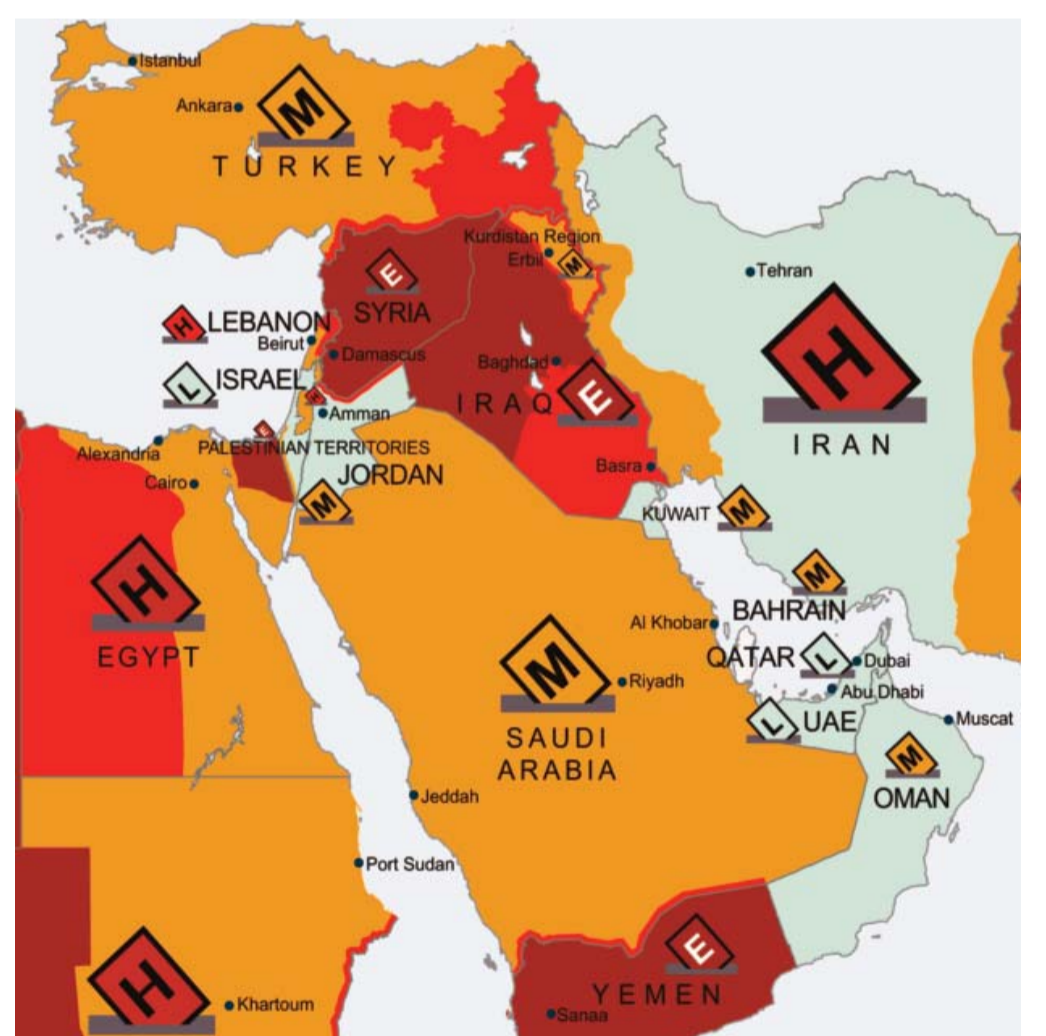 Istanbul
Ankara
M
TURKEY
Kurdistan Region
Erbil
M
Tehran
E
SYRIA
H
LEBANON
Beirut
Damascus
H
IRAN
L
ISRAEL
H
Baghdad
IRAQ
E
Amman
E
PALESTINIAN TERRITORIES
Alexandria
Cairo
JORDAN
M
Basra
KUWAIT
M
H
EGYPT
M
BAHRAIN
Al Khobar
QATAR
L
Dubai
Abu Dhabi
M
Riyadh
SAUDI
ARABIA
L
UAE
Muscat
M
OMAN
Jeddah
Port Sudan
H
Khartoum
E
YEMEN
Sanaa